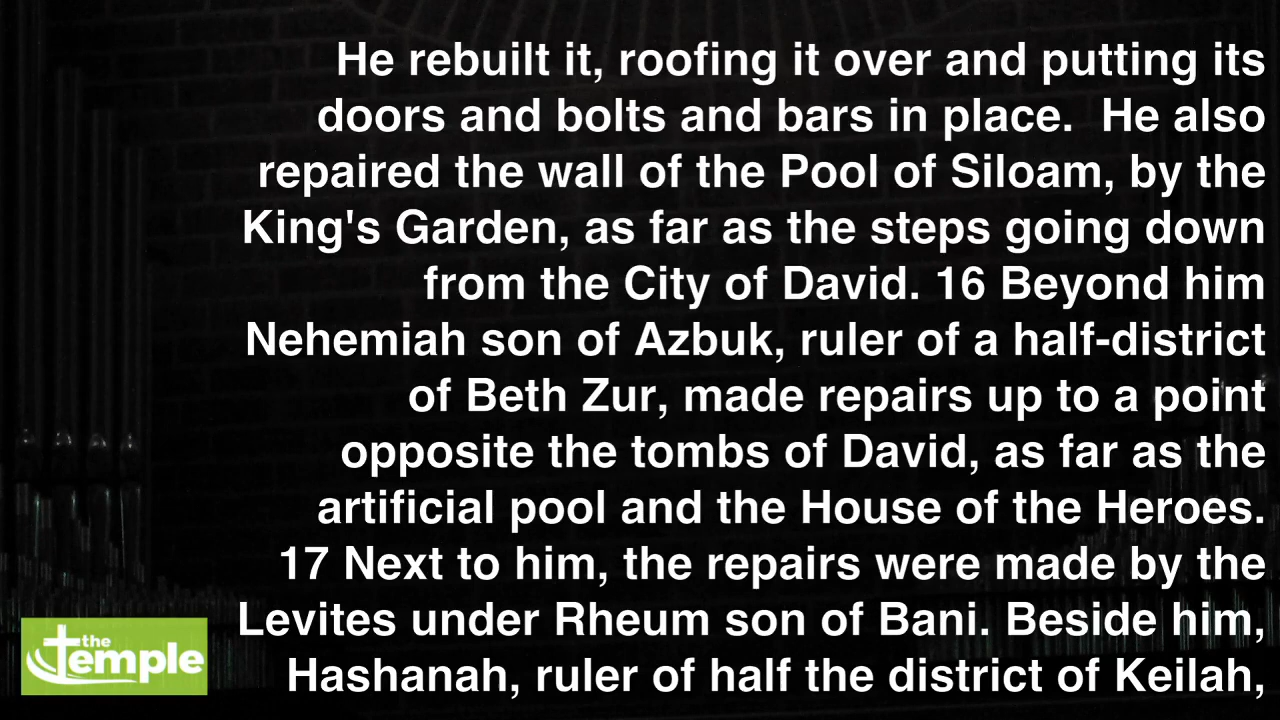 He rebuilt it, roofing it over and putting its
doors and bolts and bars in place.  He also
repaired the wall of the Pool of Siloam, by the
King's Garden, as far as the steps going down
from the City of David. 16 Beyond him
Nehemiah son of Azbuk, ruler of a half-district
of Beth Zur, made repairs up to a point
opposite the tombs of David, as far as the
artificial pool and the House of the Heroes.
17 Next to him, the repairs were made by the
Levites under Rheum son of Bani. Beside him,
Hashanah, ruler of half the district of Keilah,
the
temple